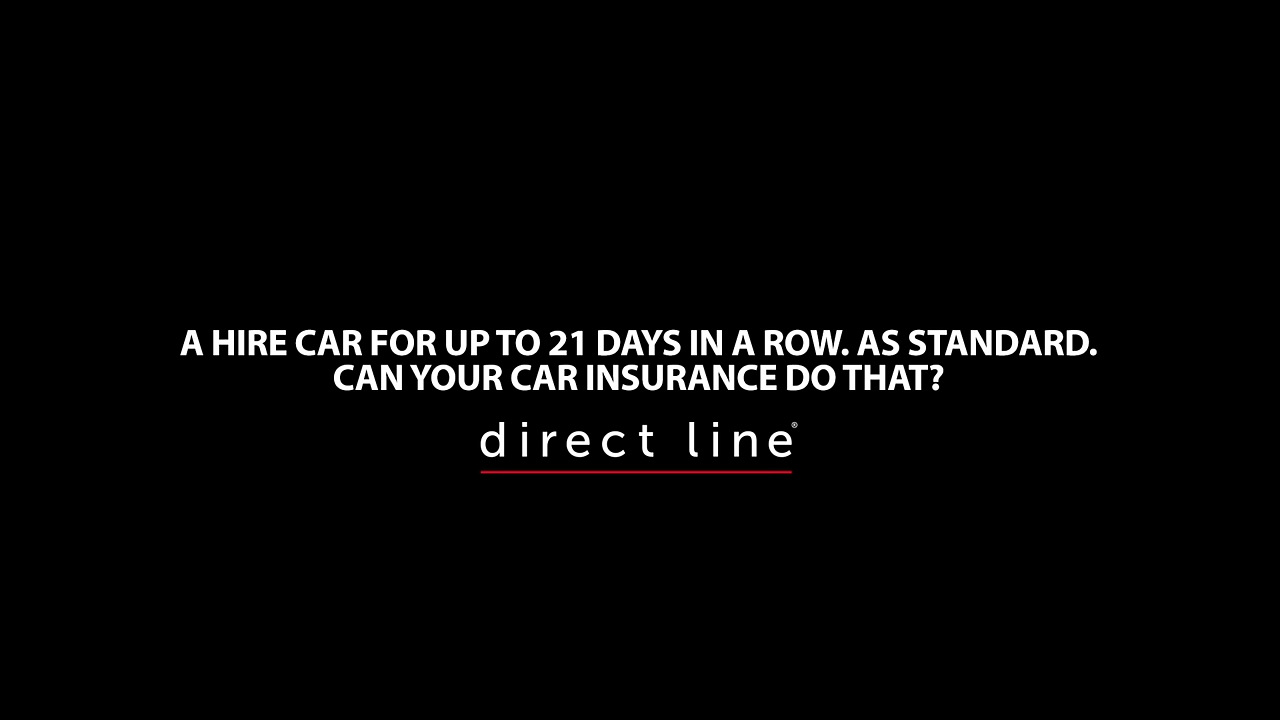 A HIRE CAR FOR UP TO 21 DAYS IN A ROW. AS STANDARD.
CAN YOUR CAR INSURANCE DO THAT?
direct line®